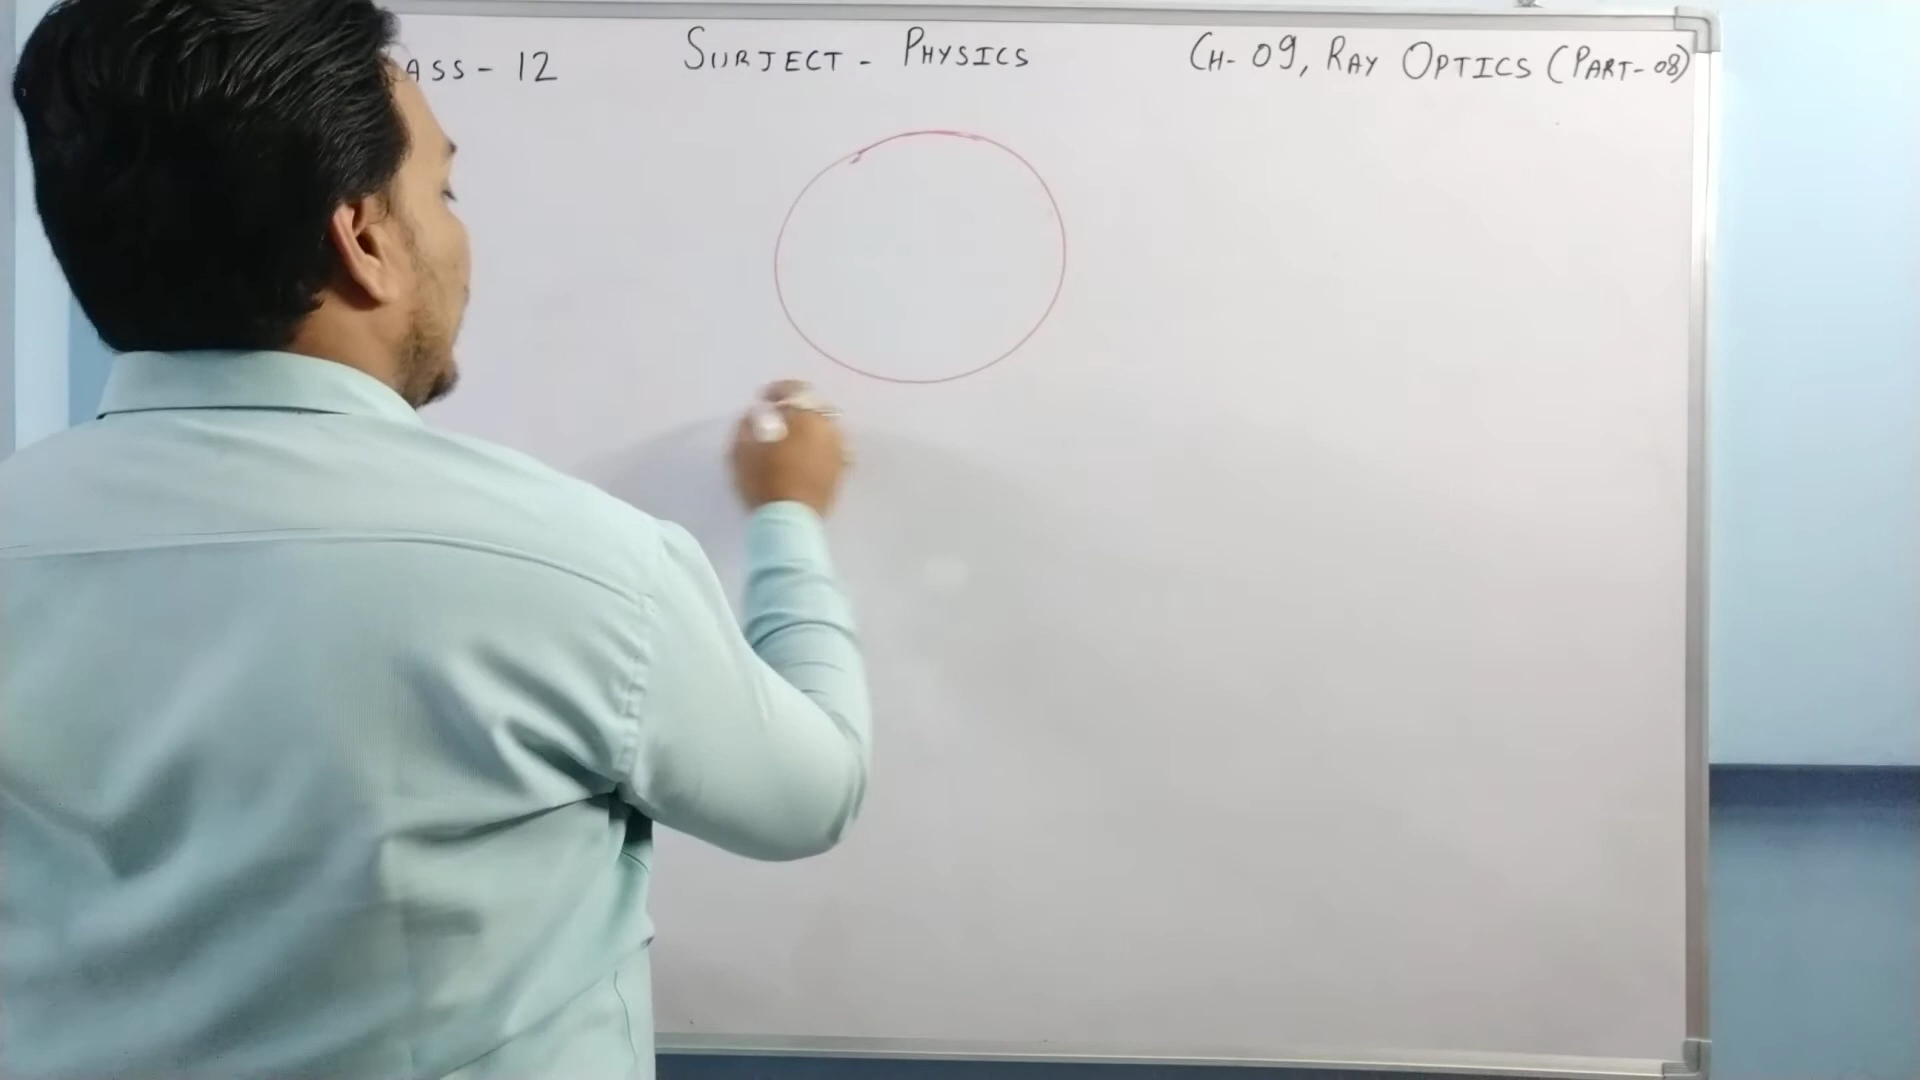 ASS - 12 SUBJECT - PHYSICS CH- 09, RAY OPTICS (PART-08)